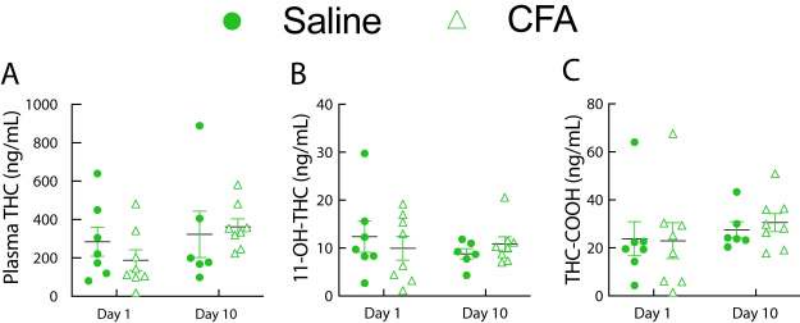 Saline CFA
A
Plasma THC (ng/mL)
1000
800
600
400
200
0
Day 1 Day 10
B
11-OH-THC (ng/mL)
40
30
20
10
0
Day 1 Day 10
C
THC-COOH (ng/mL)
80
60
40
20
0
Day 1 Day 10